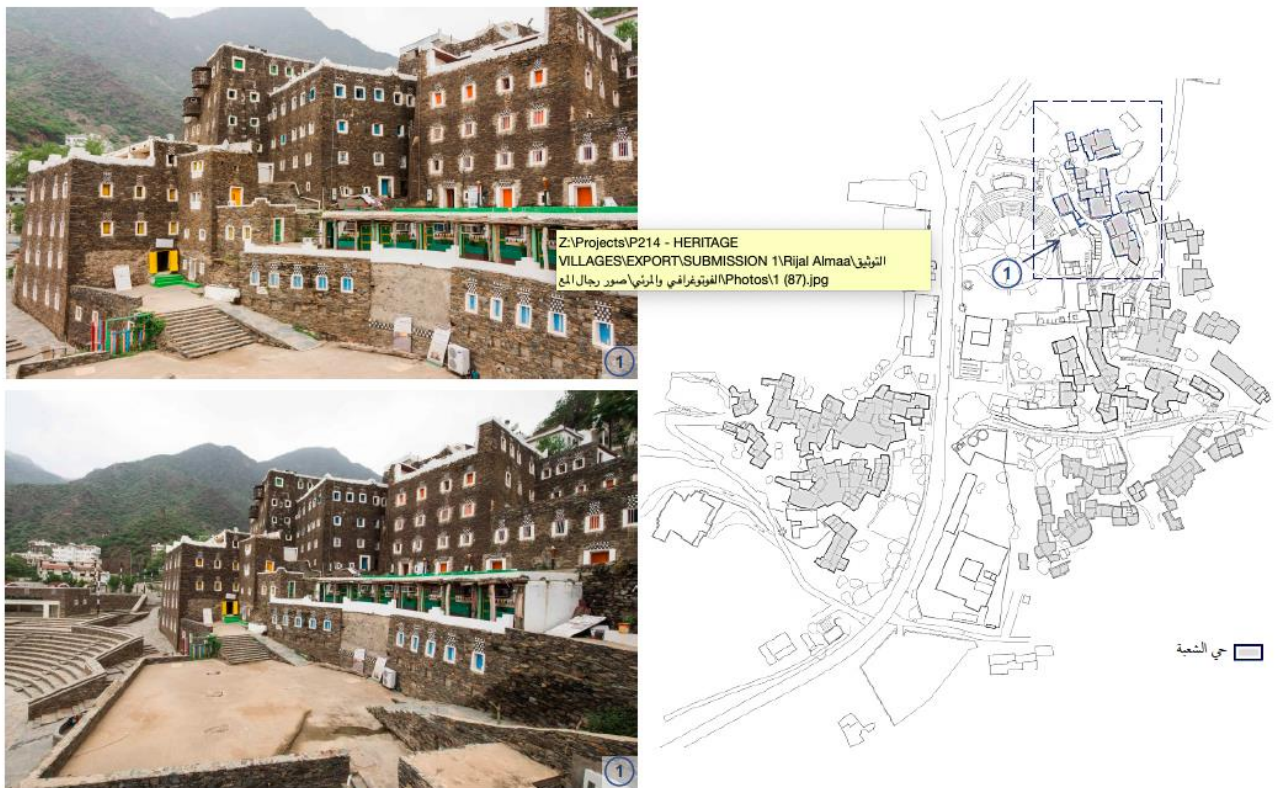 Z:\Projects\P214 - HERITAGE
VILLAGES\EXPORT\SUBMISSION 1\Rijal Almaa\التوثيق
الفوتوغرافي والمرئي\صور رجال المع\Photos\1 (87).jpg
1
1
1
حي الشعبة